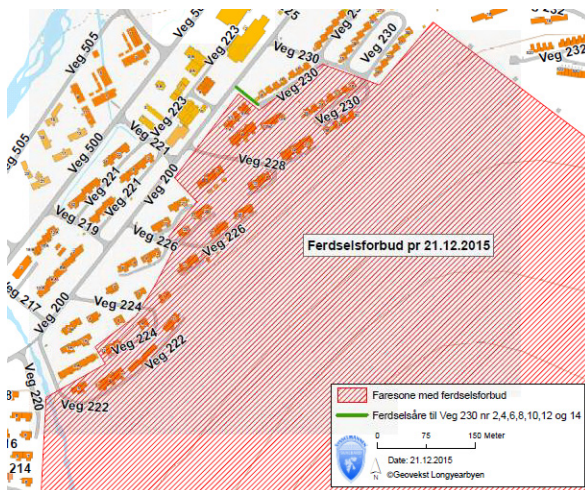 Veg 505
Veg 50
Veg 223
Veg 230
Veg 230
Veg 232
Veg 232
Veg 230
Veg 230
Veg 223
Veg 221
Veg 505
Veg 500
Veg 228
Veg 221
Veg 221
Veg 200
Veg 219
Veg 226
Veg 226
Ferdselsforbud pr 21.12.2015
Veg 217
Veg 200
Veg 224
Veg 224
Veg 222
Veg 222
Veg 220
214
Faresone med ferdselsforbud
Ferdselsåre til Veg 230 nr 2,4,6,8,10,12 og 14
0 75 150 Meter
Date: 21.12.2015
N ©Geovekst Longyearbyen